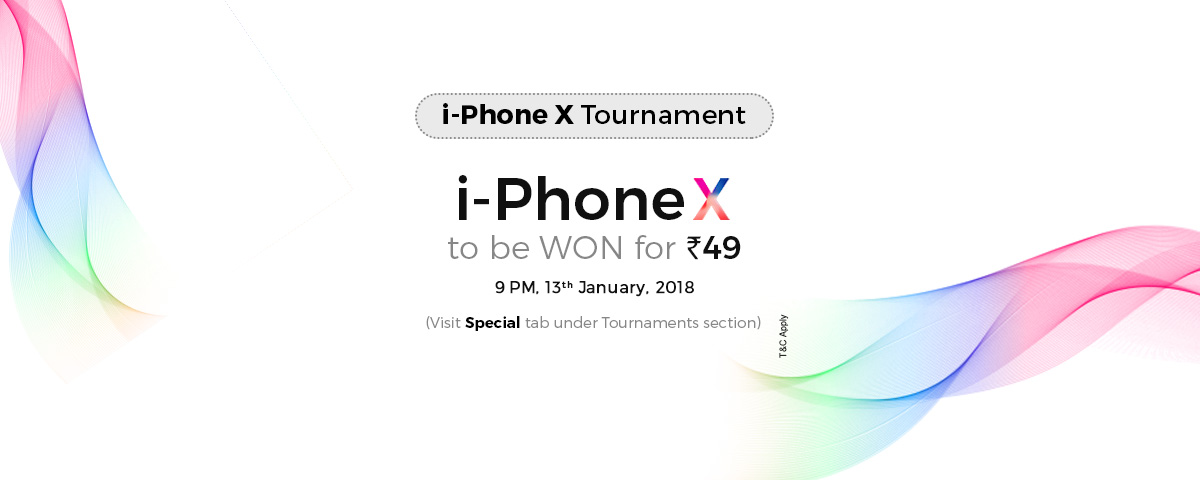 i-Phone X Tournament
i-Phone X
to be WON for ₹49
9 PM, 13th January, 2018
(Visit Special tab under Tournaments section)
T&C Apply